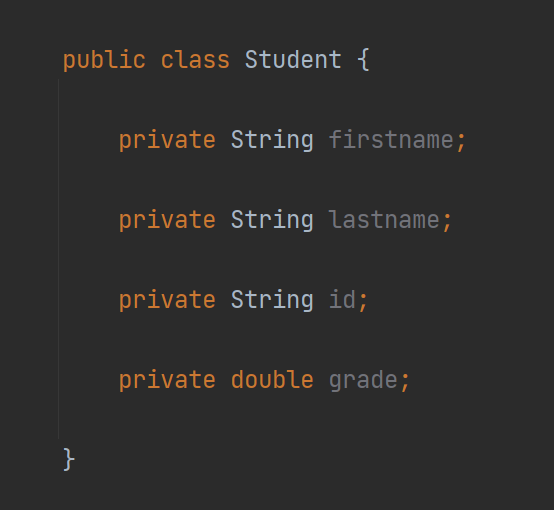 public class Student {
private String firstname;
private String lastname;
private String id;
private double grade;
}